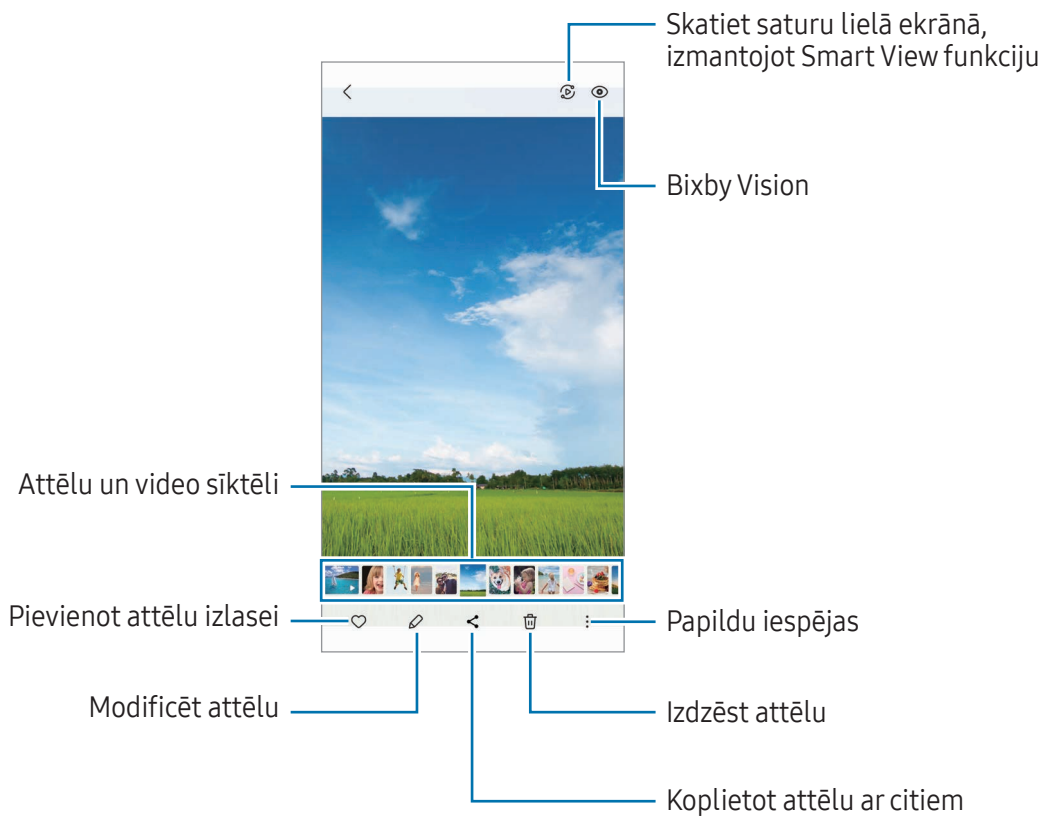 Skatiet saturu lielā ekrānā,
izmantojot Smart View funkciju
Bixby Vision
Attēlu un video sīktēli
Pievienot attēlu izlasei
Papildu iespējas
Modificēt attēlu
Izdzēst attēlu
Koplietot attēlu ar citiem